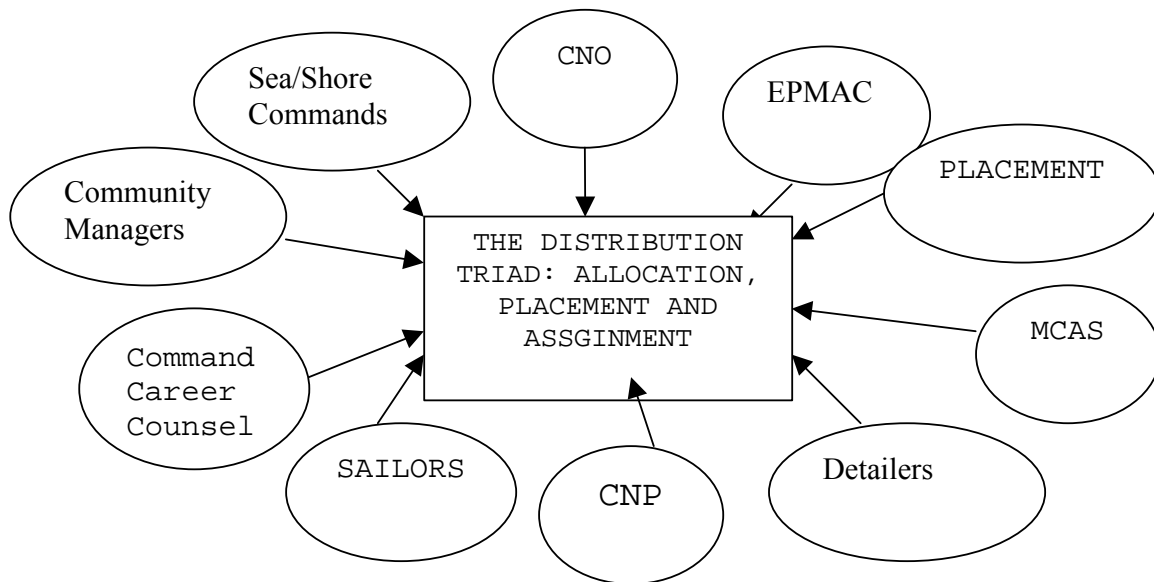 CNO
Sea/Shore
Commands
EPMAC
PLACEMENT
Community
Managers
THE DISTRIBUTION
TRIAD: ALLOCATION,
PLACEMENT AND
ASSGINMENT
MCAS
Command
Career
Counsel
SAILORS
CNP
Detailers